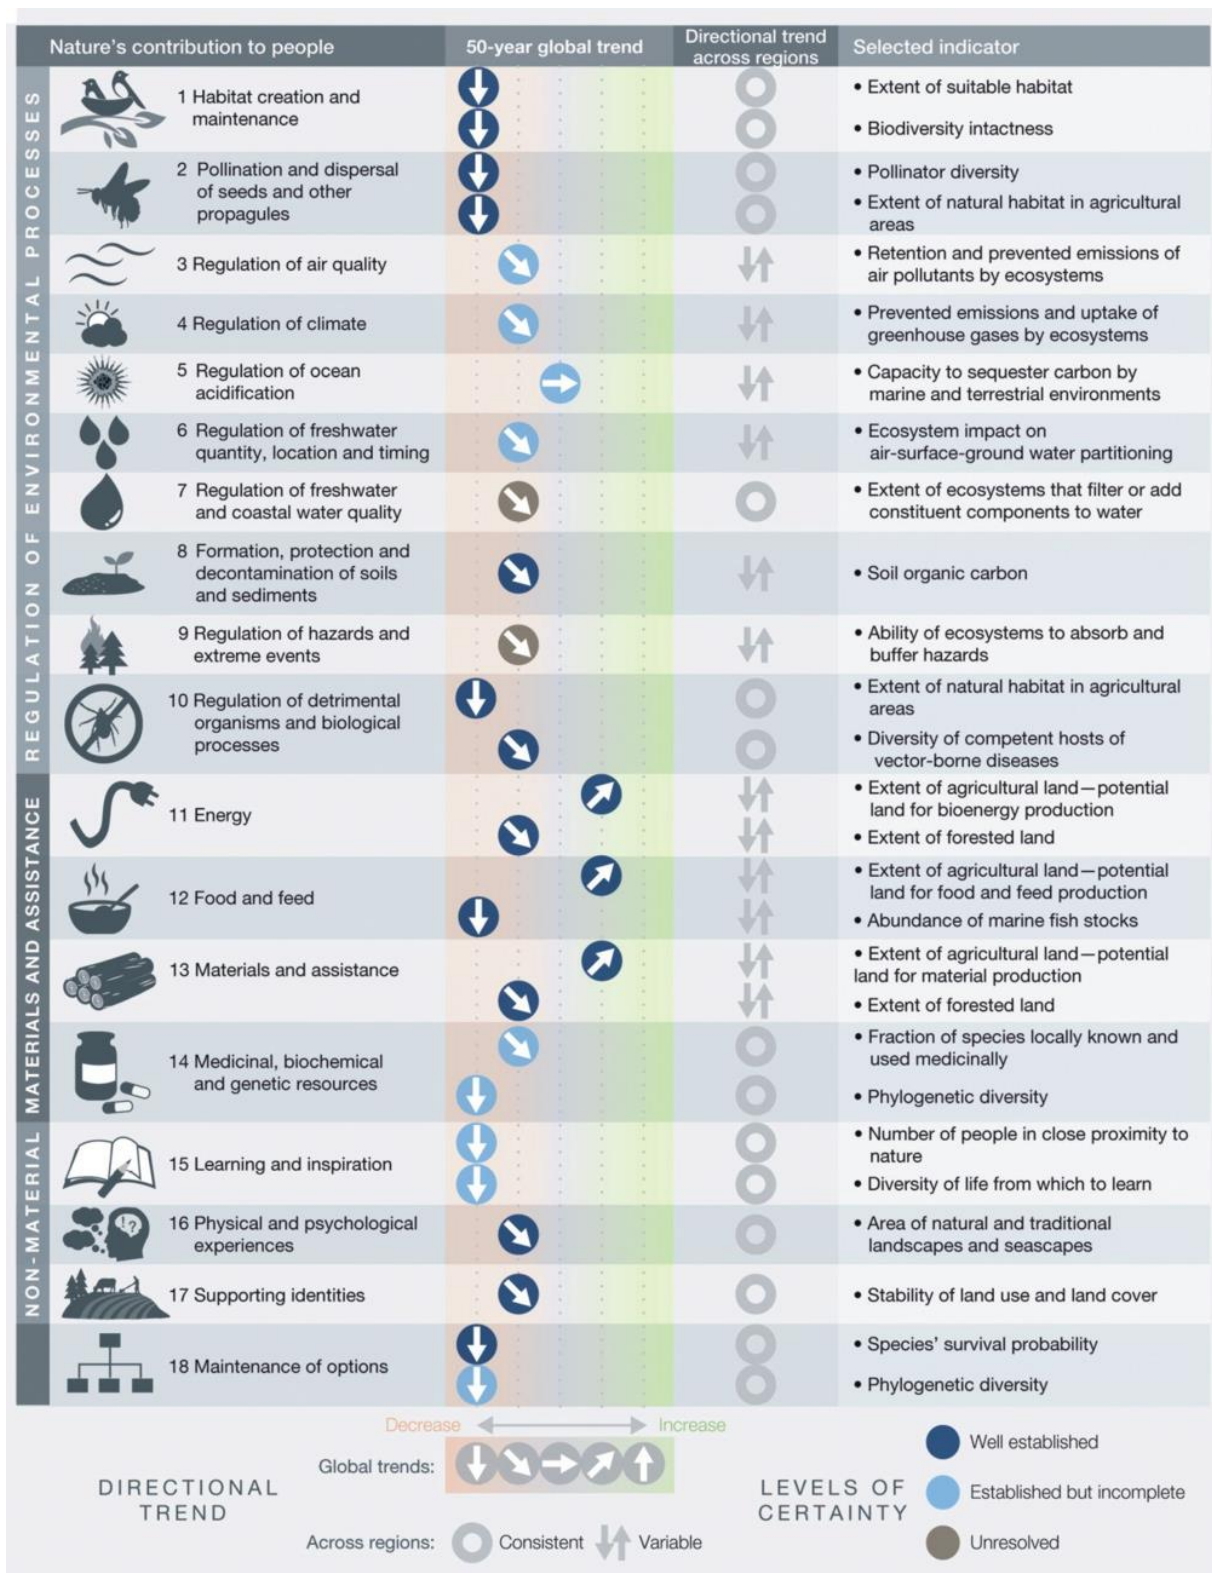 Nature's contribution to people
50-year global trend
Directional trend
across regions
Selected indicator
REGULATION OF ENVIRONMENTAL PROCESSES
1 Habitat creation and
maintenance
• Extent of suitable habitat
• Biodiversity intactness
2 Pollination and dispersal
of seeds and other
propagules
• Pollinator diversity
• Extent of natural habitat in agricultural
areas
3 Regulation of air quality
• Retention and prevented emissions of
air pollutants by ecosystems
4 Regulation of climate
• Prevented emissions and uptake of
greenhouse gases by ecosystems
5 Regulation of ocean
acidification
• Capacity to sequester carbon by
marine and terrestrial environments
6 Regulation of freshwater
quantity, location and timing
• Ecosystem impact on
air-surface-ground water partitioning
7 Regulation of freshwater
and coastal water quality
• Extent of ecosystems that filter or add
constituent components to water
8 Formation, protection and
decontamination of soils
and sediments
• Soil organic carbon
9 Regulation of hazards and
extreme events
• Ability of ecosystems to absorb and
buffer hazards
10 Regulation of detrimental
organisms and biological
processes
• Extent of natural habitat in agricultural
areas
• Diversity of competent hosts of
vector-borne diseases
MATERIALS AND ASSISTANCE
11 Energy
• Extent of agricultural land—potential
land for bioenergy production
• Extent of forested land
12 Food and feed
• Extent of agricultural land—potential
land for food and feed production
• Abundance of marine fish stocks
13 Materials and assistance
• Extent of agricultural land—potential
land for material production
• Extent of forested land
14 Medicinal, biochemical
and genetic resources
• Fraction of species locally known and
used medicinally
• Phylogenetic diversity
NON-MATERIAL
15 Learning and inspiration
• Number of people in close proximity to
nature
• Diversity of life from which to learn
16 Physical and psychological
experiences
!?
• Area of natural and traditional
landscapes and seascapes
17 Supporting identities
• Stability of land use and land cover
18 Maintenance of options
• Species' survival probability
• Phylogenetic diversity
Decrease
Increase
DIRECTIONAL
TREND
Global trends:
Across regions:
Consistent
Variable
LEVELS OF
CERTAINTY
Well established
Established but incomplete
Unresolved